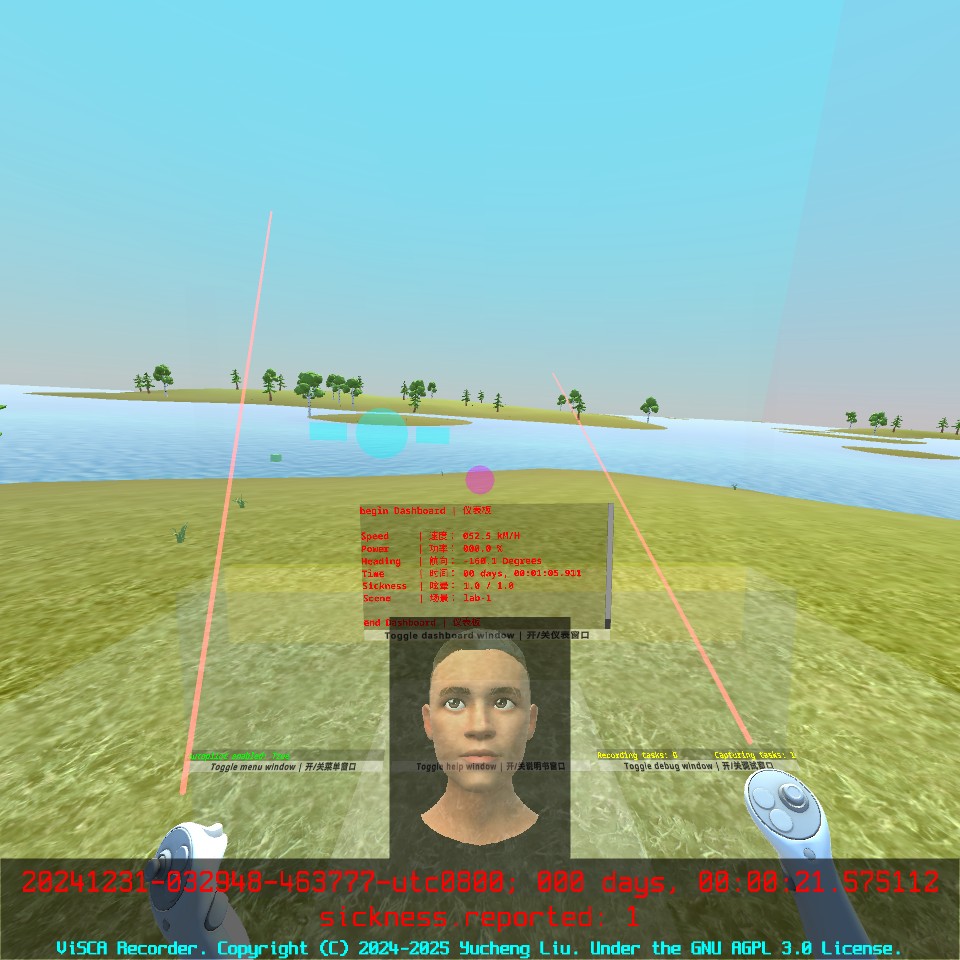 begin Dashboard | 仪表板
Speed | 速度： 052.5 kM/H
Power | 功率： 000.0 %
Heading | 航向： -160.1 Degrees
Time | 时间： 00 days, 00:01:05.911
Sickness | 眩晕： 1.0 / 1.0
Scene | 场景： lab-1
end Dashboard | 仪表板
Toggle dashboard window | 开/关仪表窗口
Recording tasks: 0 Capturing tasks: 1
Toggle menu window | 开/关菜单窗口
Toggle help window | 开/关说明书窗口
Toggle debug window | 开/关调试窗口
20241231-032948-463777-utc0800; 000 days, 00:00:21.575112
sickness.reported: 1
ViSCA Recorder. Copyright (C) 2024-2025 Yucheng Liu. Under the GNU AGPL 3.0 License.